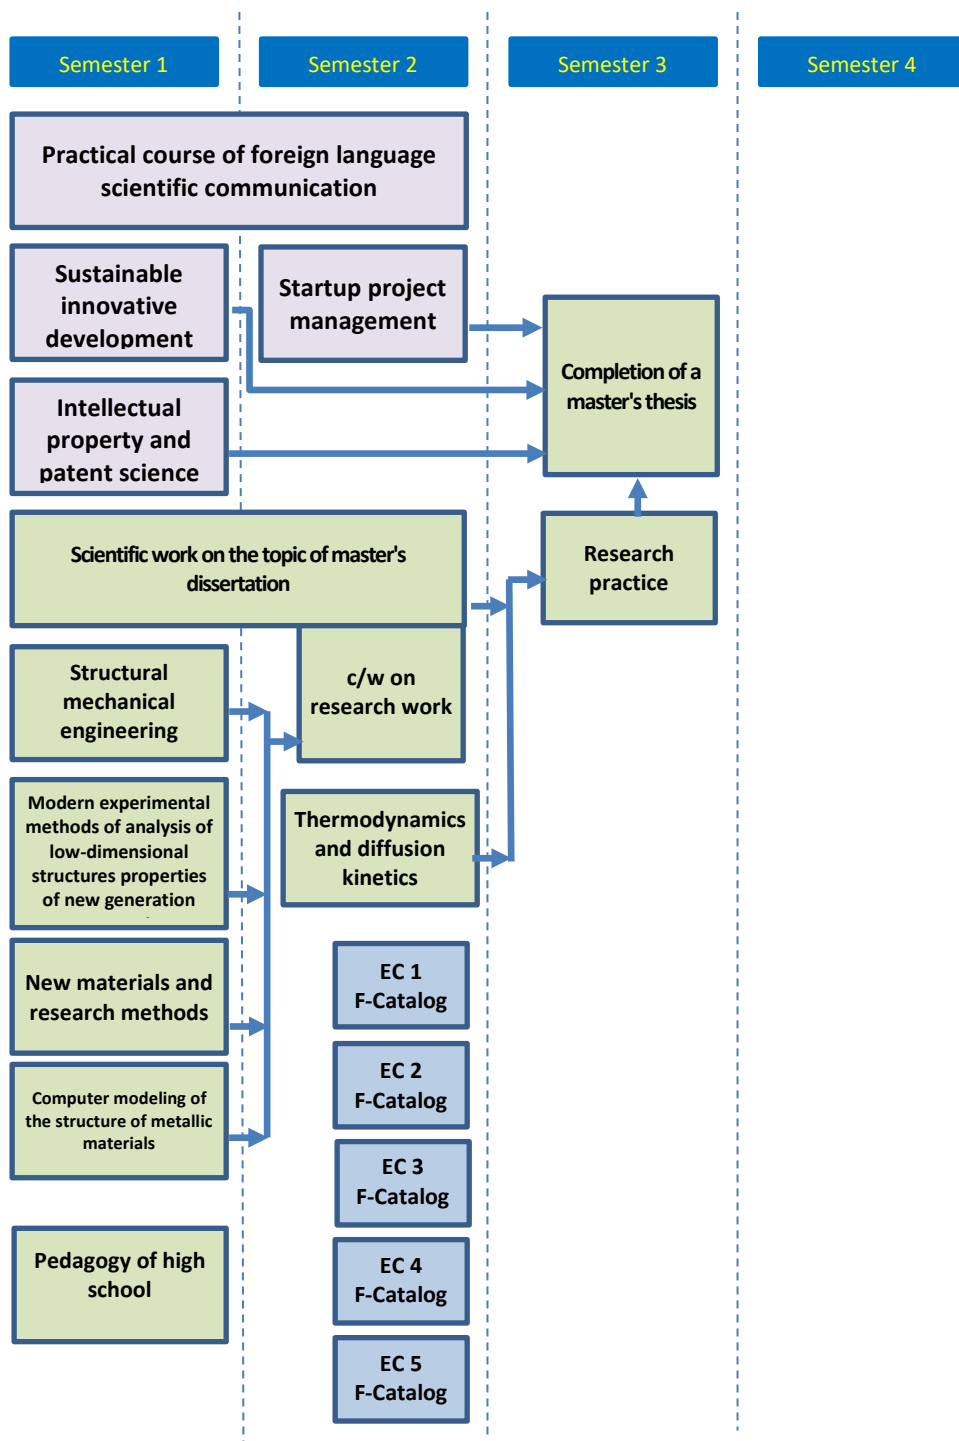 Semester 1
Semester 2
Semester 3
Semester 4
Practical course of foreign language
scientific communication
Sustainable
innovative
development
Startup project
management
Completion of a
master's thesis
Intellectual
property and
patent science
Scientific work on the topic of master's
dissertation
Research
practice
Structural
mechanical
engineering
c/w on
research work
Modern experimental
methods of analysis of
low-dimensional
structures properties
of new generation
Thermodynamics
and diffusion
kinetics
New materials and
research methods
EC 1
F-Catalog
Computer modeling of
the structure of metallic
materials
EC 2
F-Catalog
EC 3
F-Catalog
Pedagogy of high
school
EC 4
F-Catalog
EC 5
F-Catalog